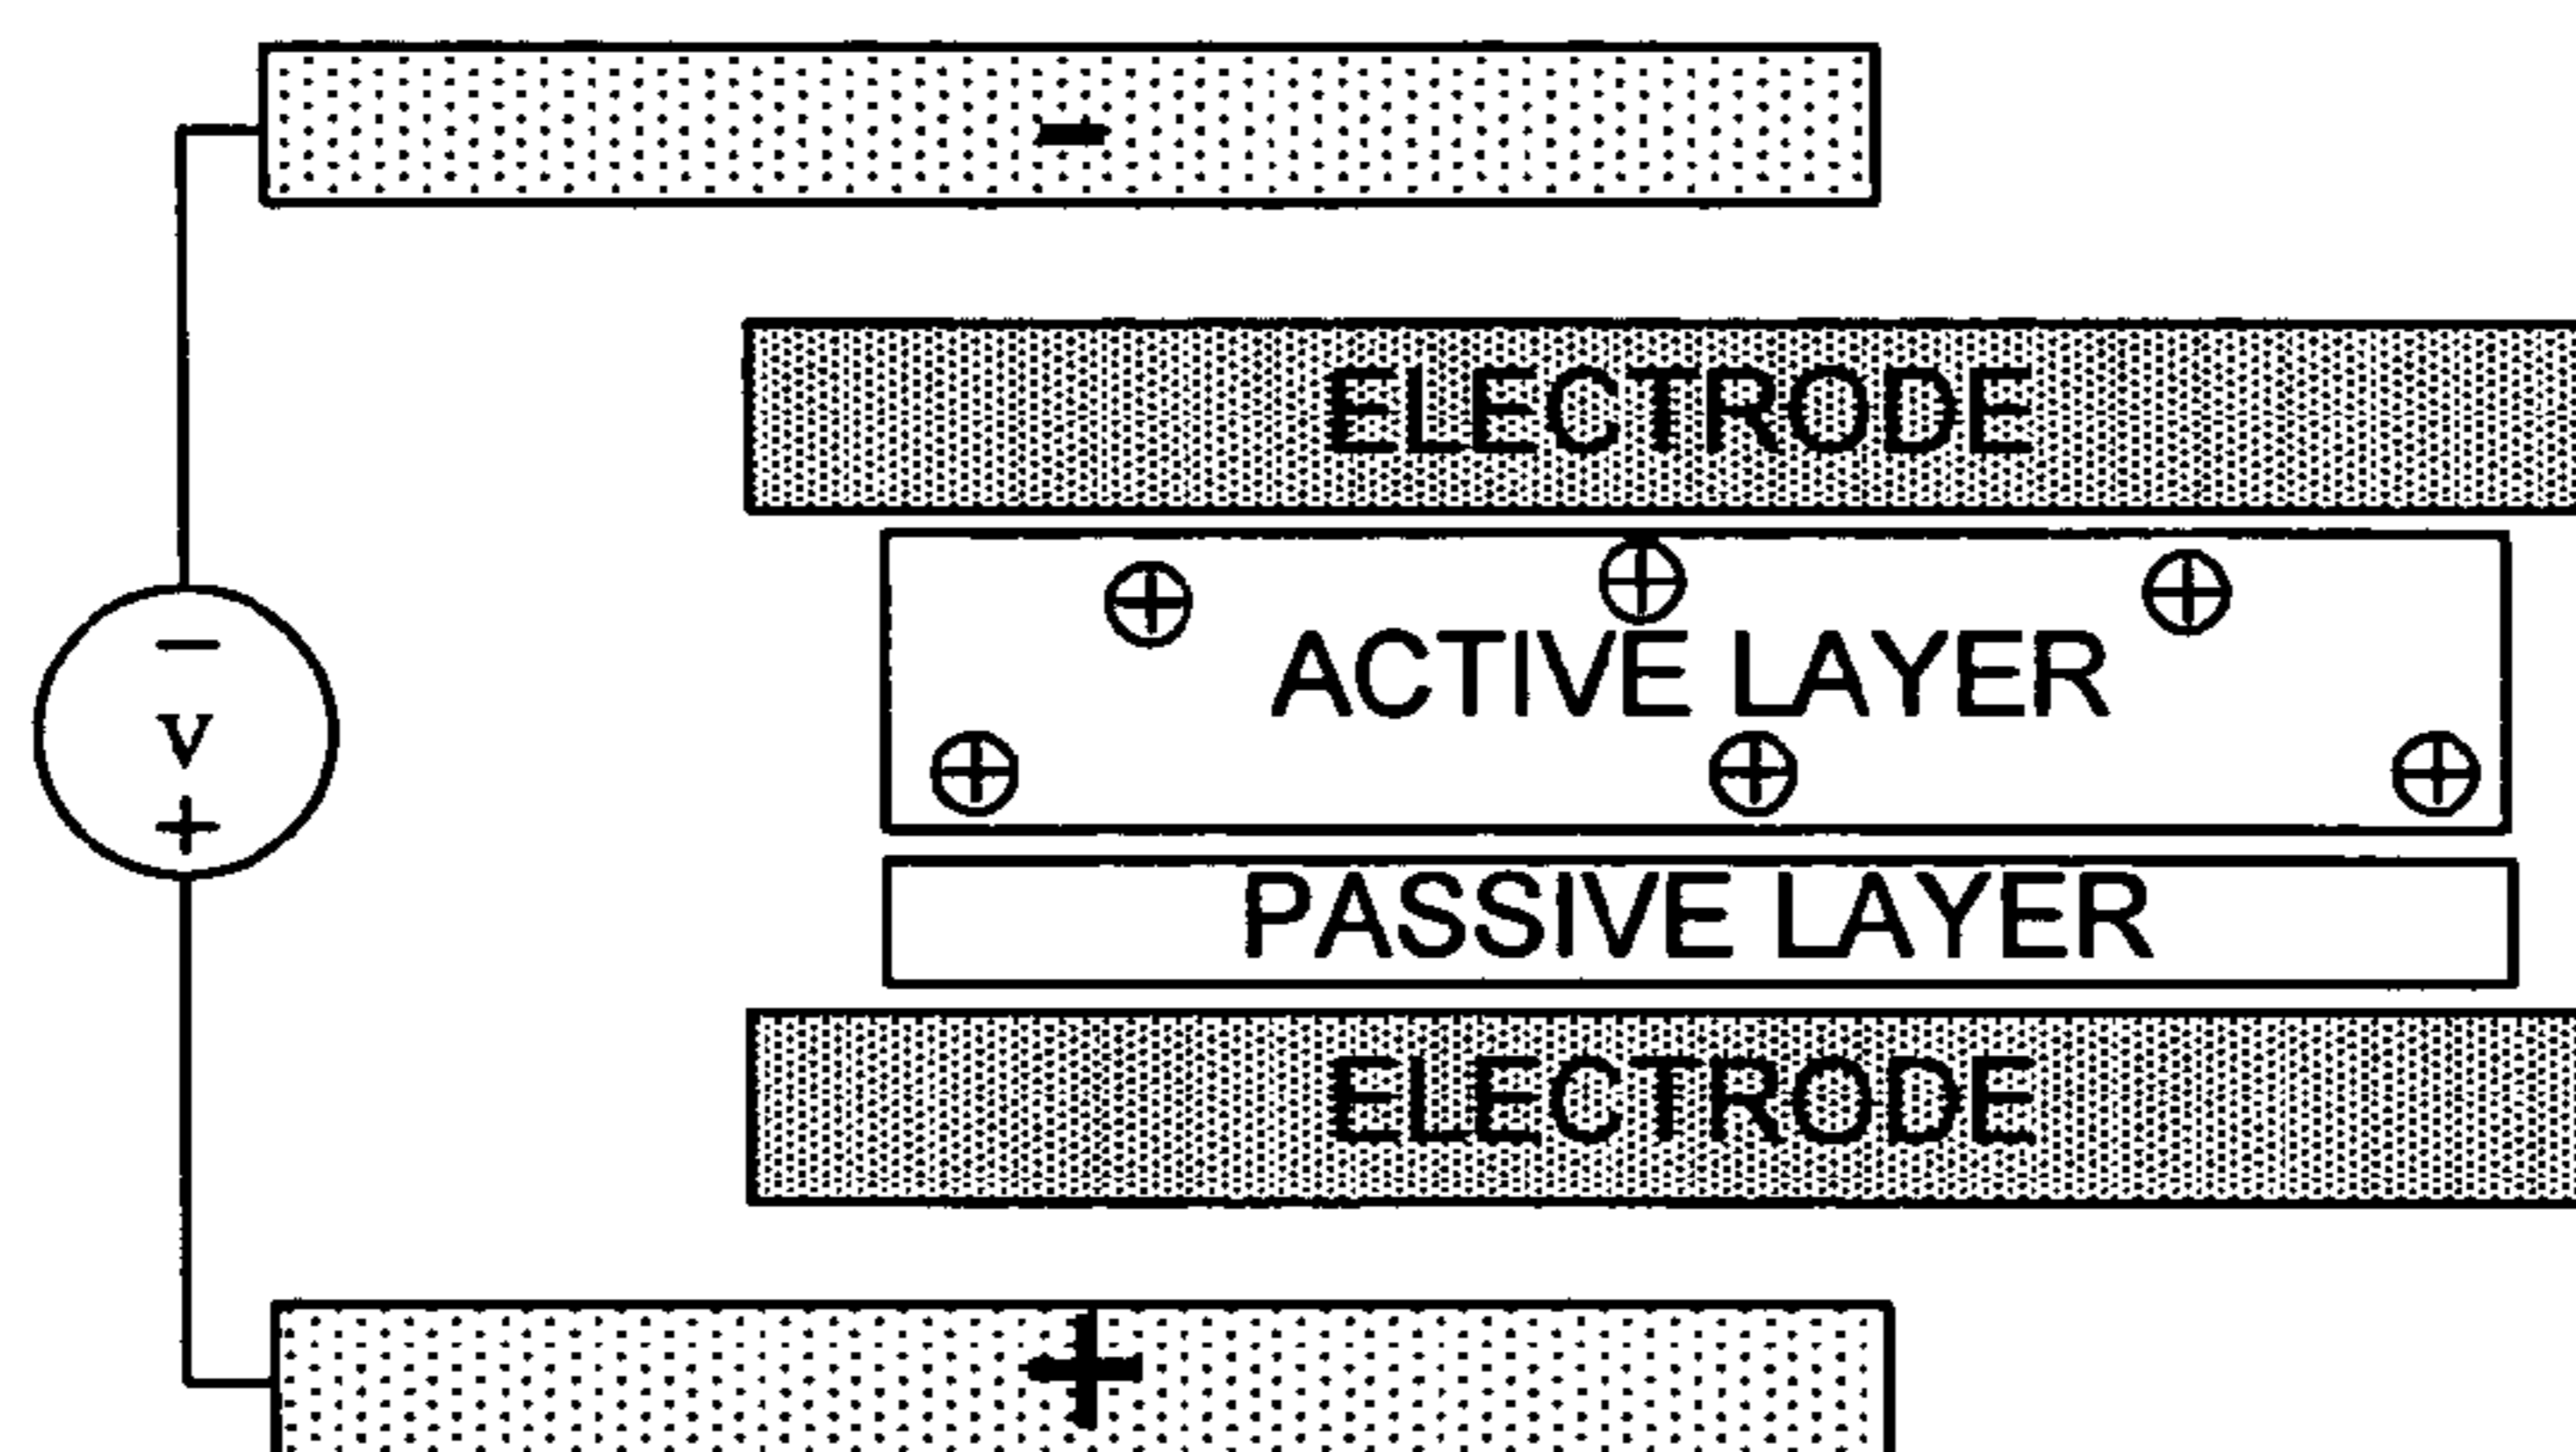 -
ELECTRODE
ACTIVE LAYER
−
v
+
PASSIVE LAYER
ELECTRODE
+